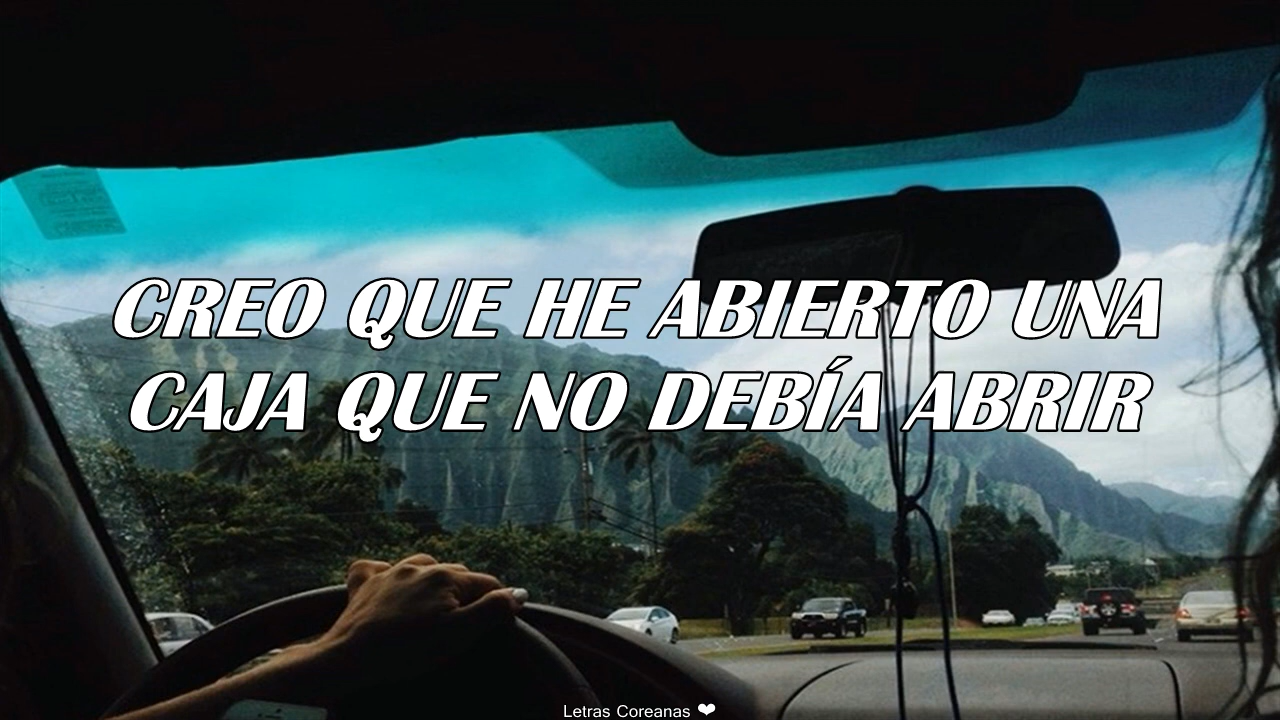 CREO QUE HE ABIERTO UNA
CAJA QUE NO DEBÍA ABRIR
Letras Coreanas ❤